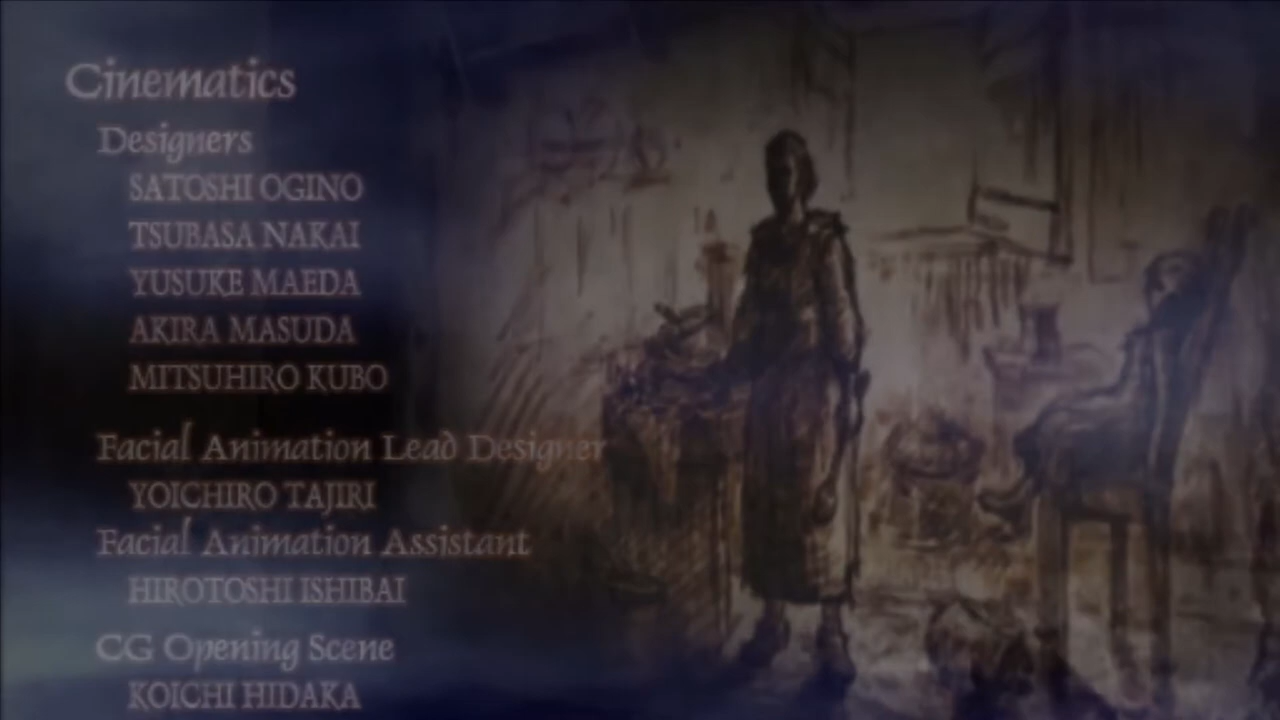 Cinematics
Designers
SATOSHI OGINO
TSUBASA NAKAI
YUSUKE MAEDA
AKIRA MASUDA
MITSUHIRO KUBO
Facial Animation Lead Designer
YOICHIRO TAJIRI
Facial Animation Assistant
HIROTOSHI ISHIBAI
CG Opening Scene
KOICHI HIDAKA